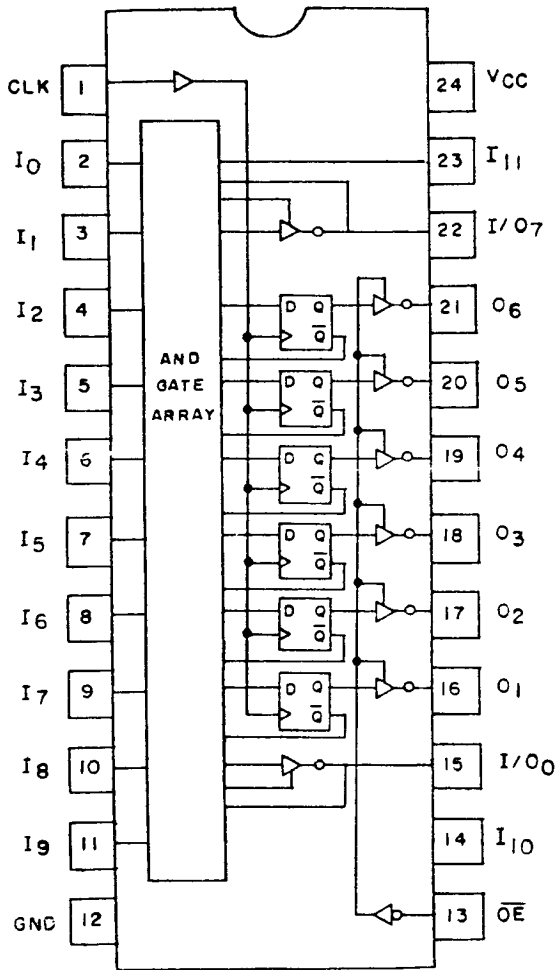 CLK 1
24 VCC
I0 2
23 I11
I1 3
22 I/O7
I2 4
D Q
Q̅
21 O6
I3 5
AND
GATE
ARRAY
D Q
Q̅
20 O5
I4 6
D Q
Q̅
19 O4
I5 7
D Q
Q̅
18 O3
I6 8
D Q
Q̅
17 O2
I7 9
D Q
Q̅
16 O1
I8 10
15 I/O0
I9 11
14 I10
GND 12
13 O̅E̅